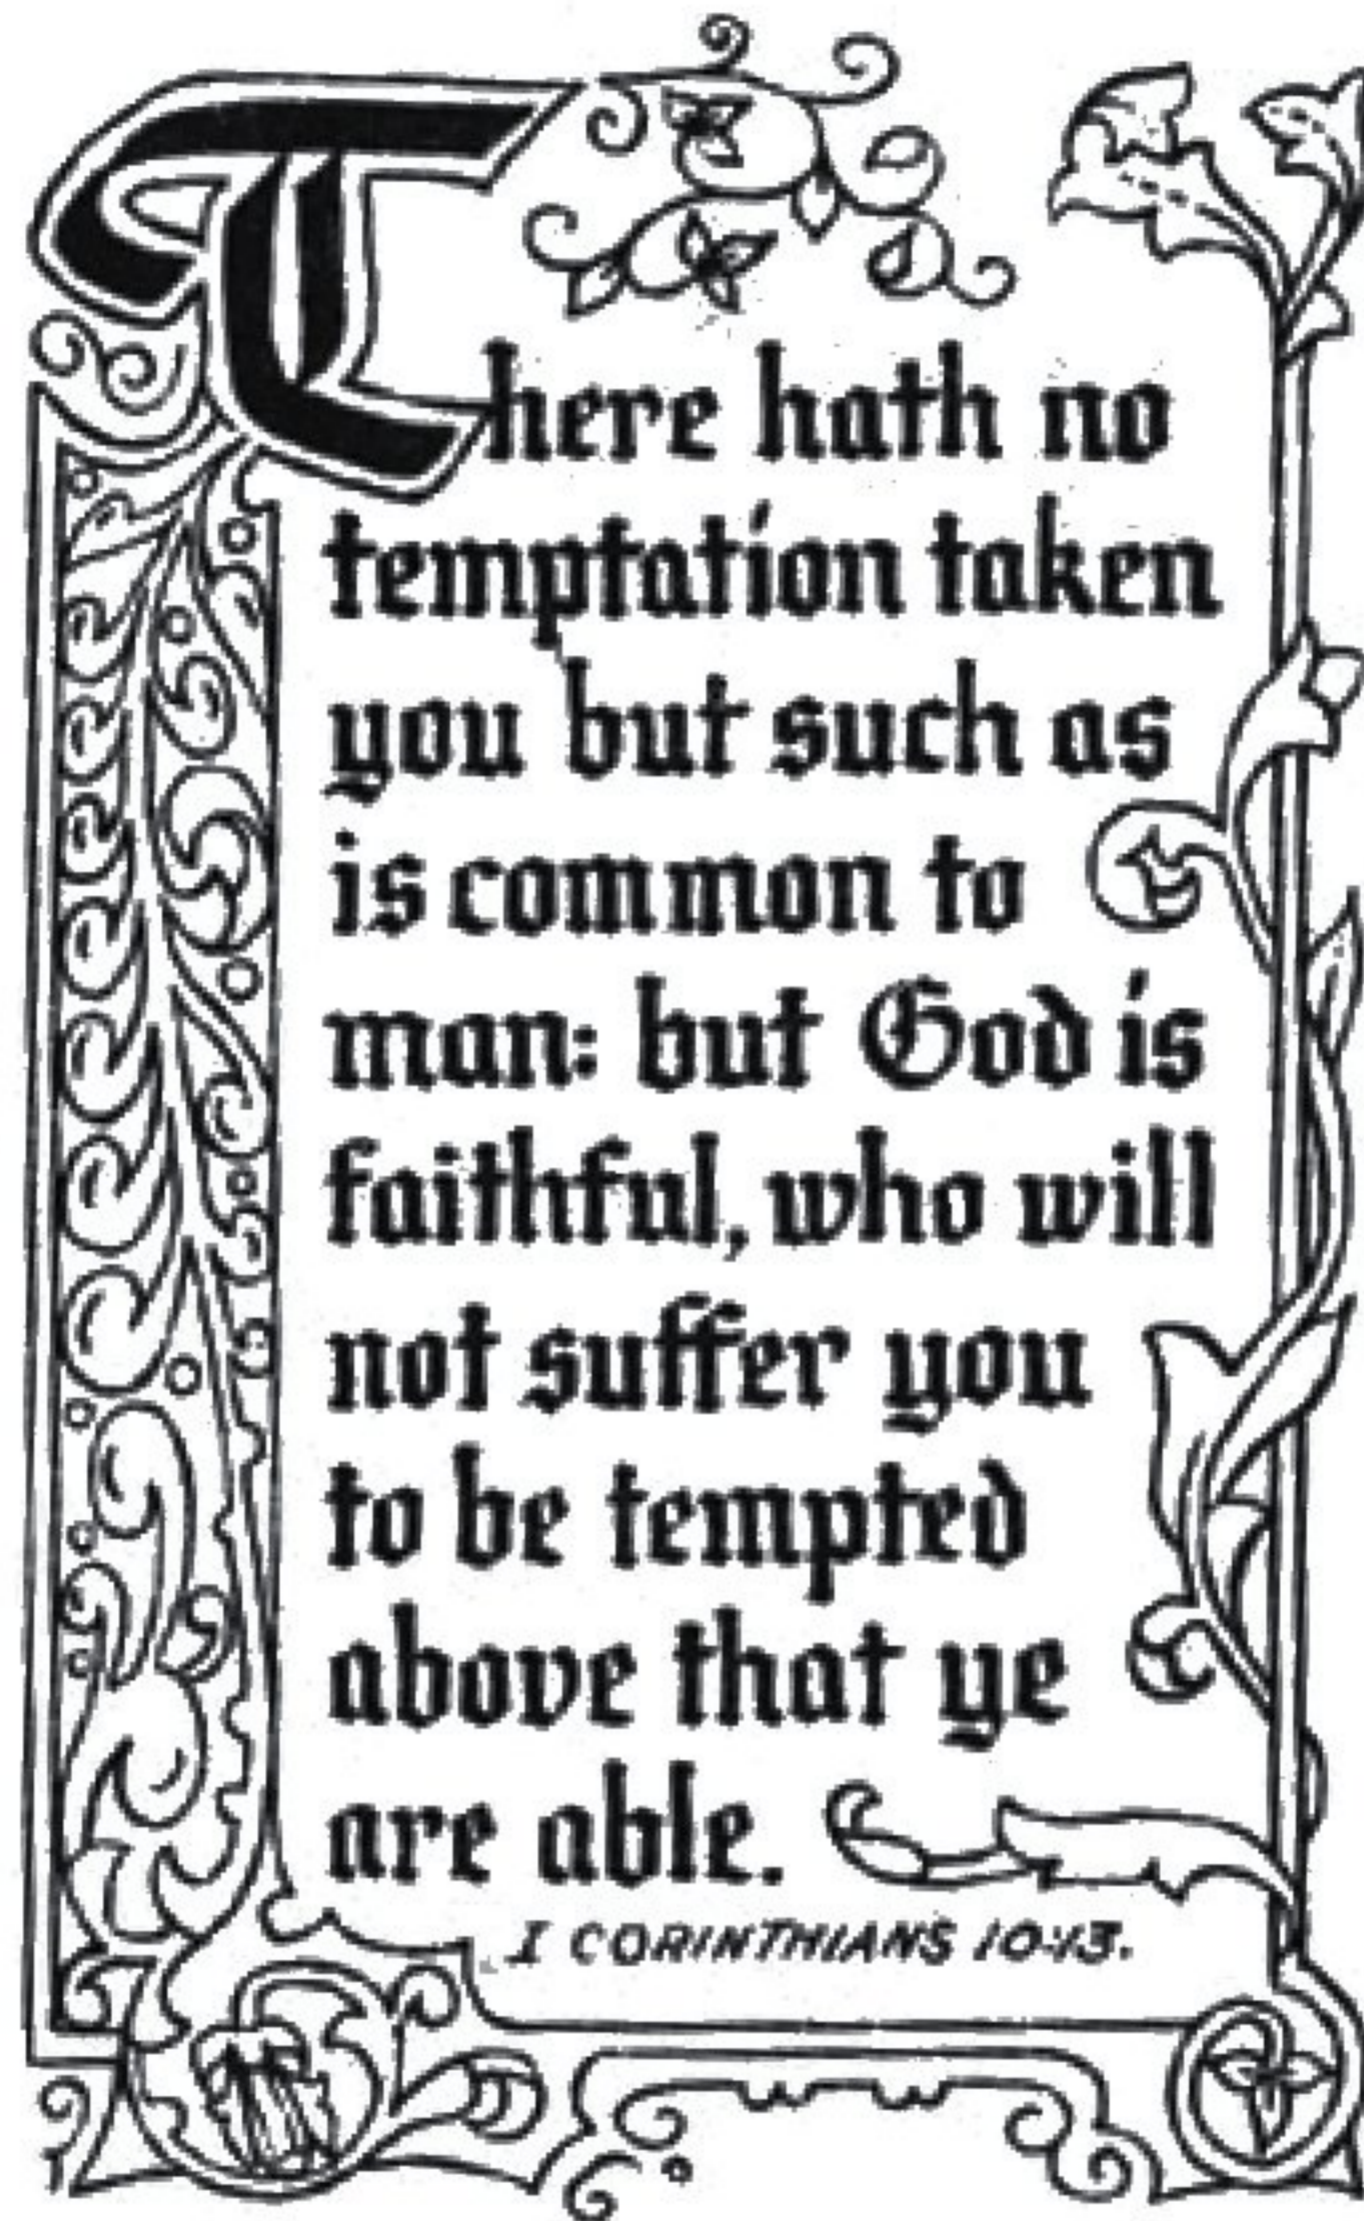 There hath no
temptation taken
you but such as
is common to
man: but God is
faithful, who will
not suffer you
to be tempted
above that ye
are able.
I CORINTHIANS 10:13.